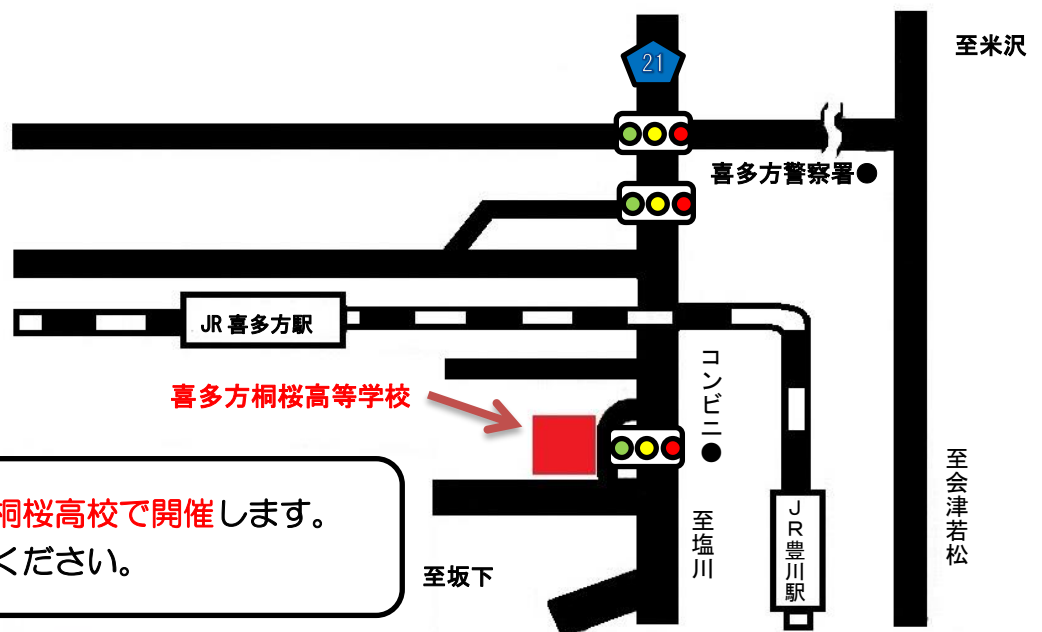 至米沢
21
喜多方警察署●
JR喜多方駅
コンビニ●
喜多方桐桜高等学校
桐桜高校で開催します。
ください。
至坂下
至塩川
JR豊川駅
至会津若松